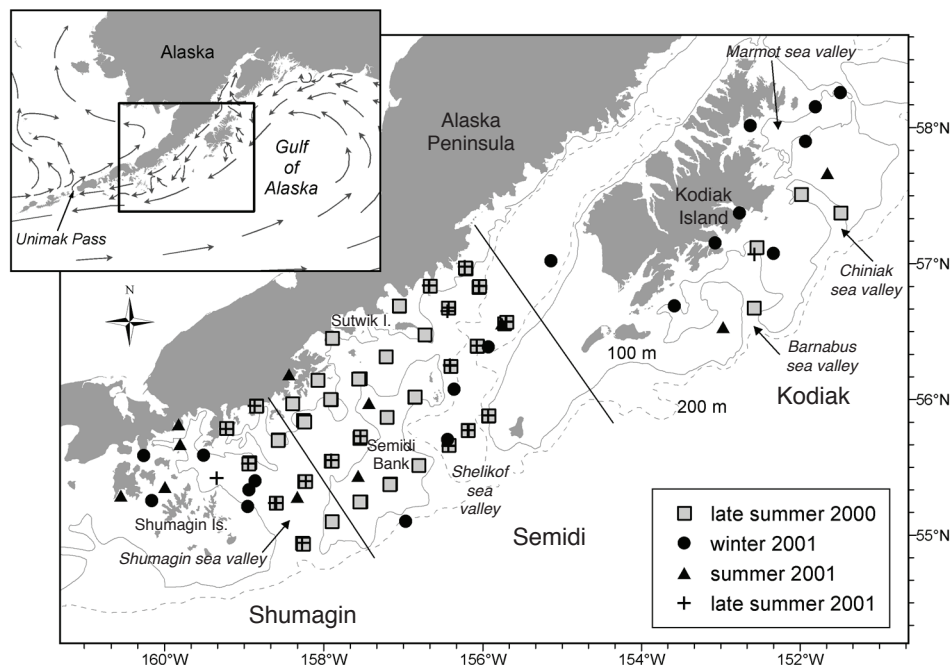 Alaska
Gulf
of
Alaska
Unimak Pass
Marmot sea valley
58°N
Alaska
Peninsula
Kodiak
Island
57°N
Chiniak
sea valley
N
Sutwik I.
100 m
Barnabus
sea valley
200 m
Kodiak
56°N
Semidi
Bank
Shelikof
sea
valley
Shumagin Is.
Shumagin sea valley
Semidi
55°N
Shumagin
late summer 2000
winter 2001
summer 2001
late summer 2001
160°W
158°W
156°W
154°W
152°W